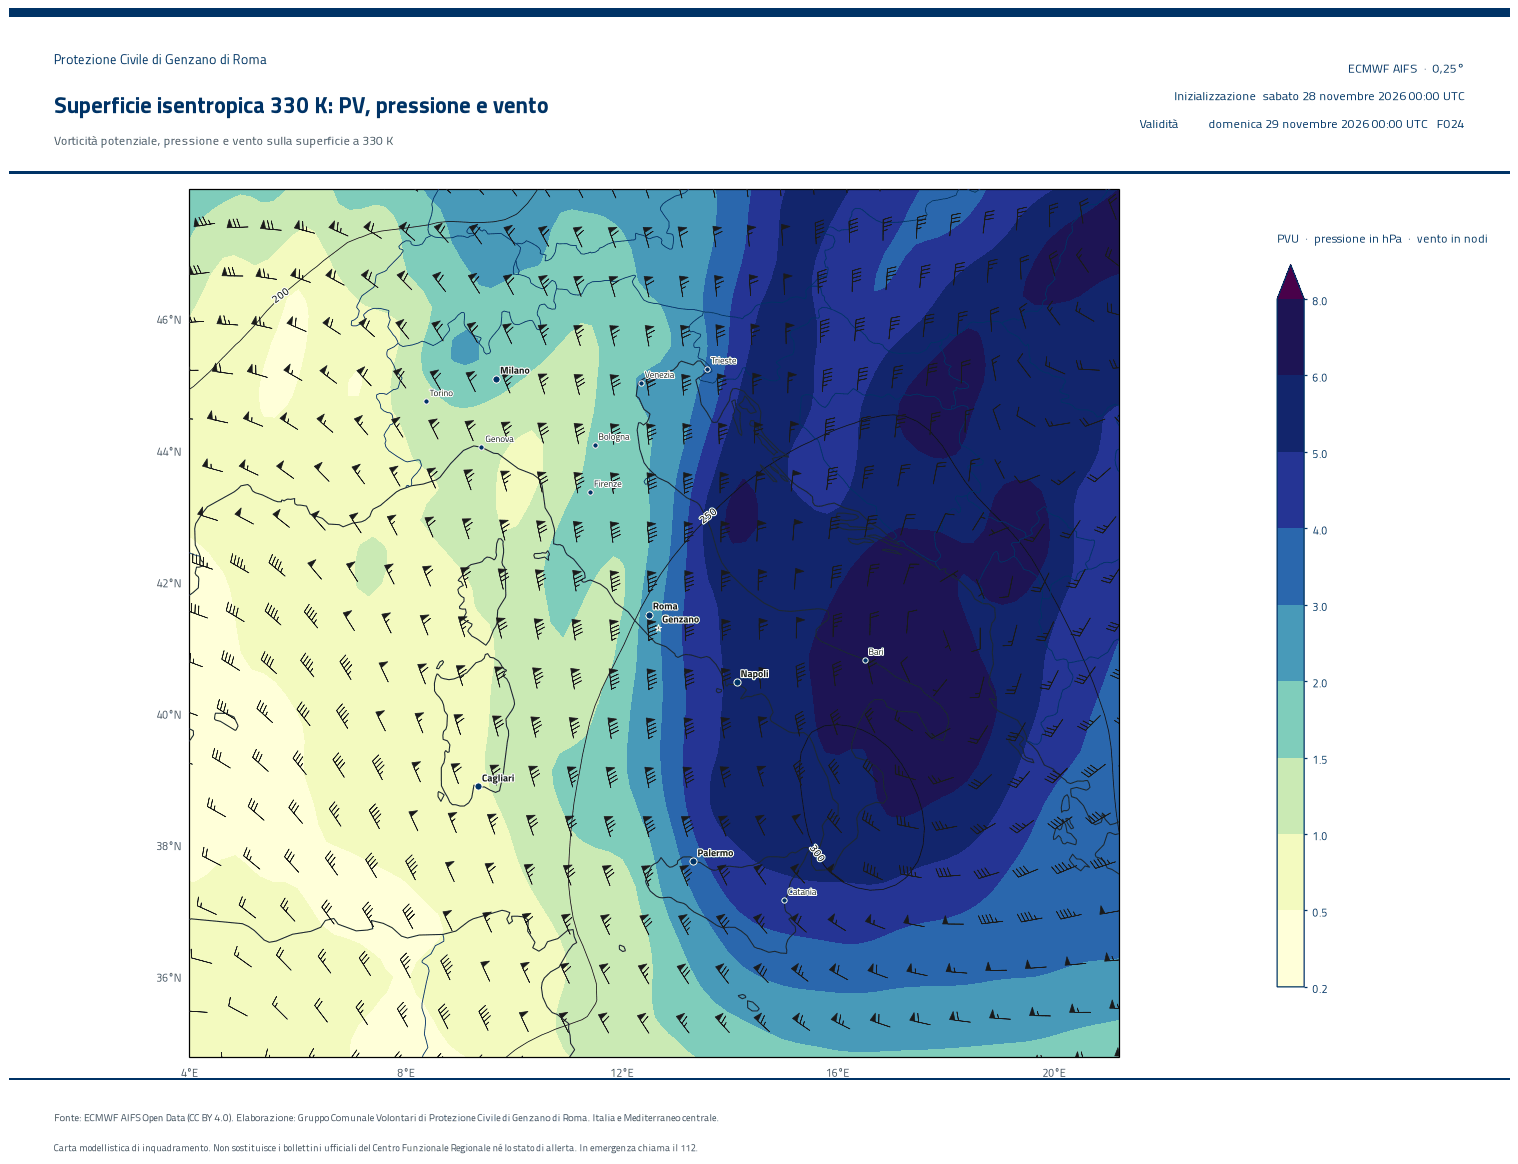 Protezione Civile di Genzano di Roma
Superficie isentropica 330 K: PV, pressione e vento
Vorticità potenziale, pressione e vento sulla superficie a 330 K
ECMWF AIFS · 0,25°
Inizializzazione sabato 28 novembre 2026 00:00 UTC
Validità domenica 29 novembre 2026 00:00 UTC F024
PVU · pressione in hPa · vento in nodi
8.0
6.0
5.0
4.0
3.0
2.0
1.5
1.0
0.5
0.2
46°N
44°N
42°N
40°N
38°N
36°N
4°E
8°E
12°E
16°E
20°E
200
250
300
Trieste
Milano
Venezia
Torino
Genova
Bologna
Firenze
Roma
Genzano
Bari
Napoli
Cagliari
Palermo
Catania
Fonte: ECMWF AIFS Open Data (CC BY 4.0). Elaborazione: Gruppo Comunale Volontari di Protezione Civile di Genzano di Roma. Italia e Mediterraneo centrale.
Carta modellistica di inquadramento. Non sostituisce i bollettini ufficiali del Centro Funzionale Regionale né lo stato di allerta. In emergenza chiama il 112.